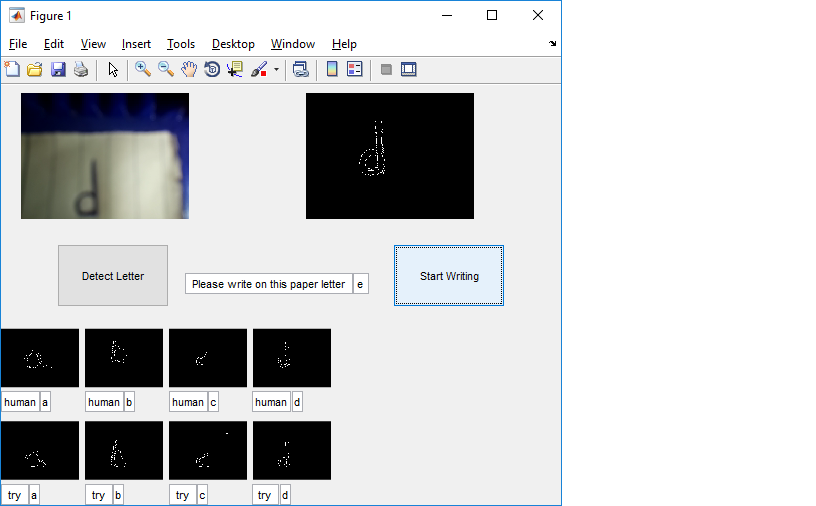 Figure 1
File Edit View Insert Tools Desktop Window Help
d
d
Detect Letter
Please write on this paper letter e
Start Writing
a b c d
human a human b human c human d
a b c d
try a try b try c try d